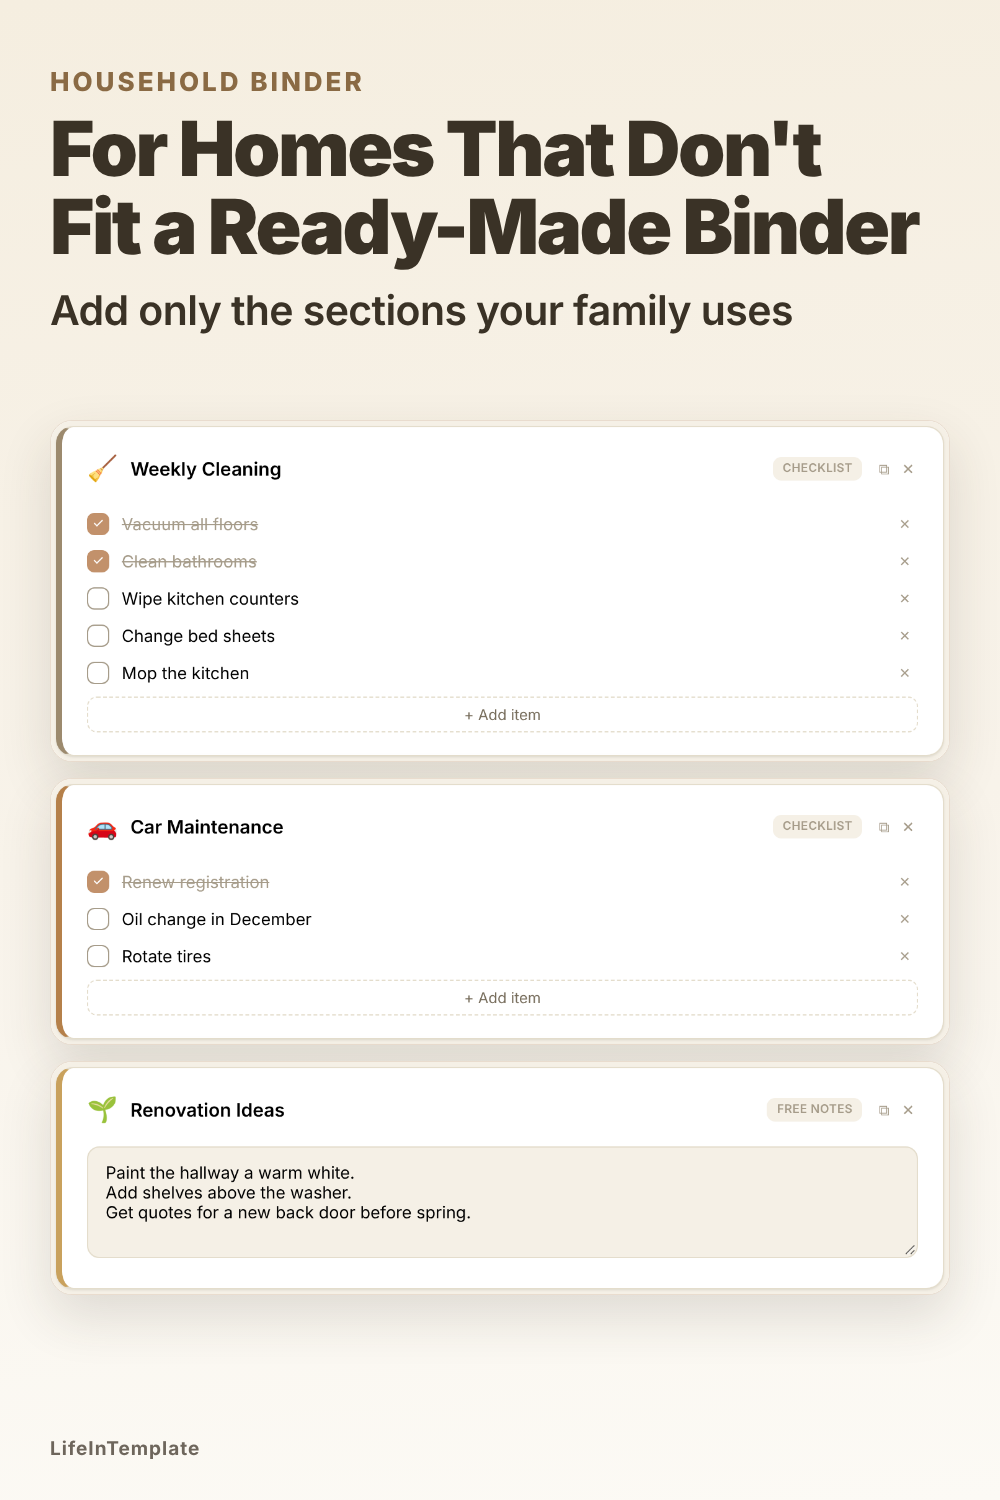 HOUSEHOLD BINDER
For Homes That Don't
Fit a Ready-Made Binder
Add only the sections your family uses
Weekly Cleaning CHECKLIST
Vacuum all floors
Clean bathrooms
Wipe kitchen counters
Change bed sheets
Mop the kitchen
+ Add item
Car Maintenance CHECKLIST
Renew registration
Oil change in December
Rotate tires
+ Add item
Renovation Ideas FREE NOTES
Paint the hallway a warm white.
Add shelves above the washer.
Get quotes for a new back door before spring.
LifeInTemplate